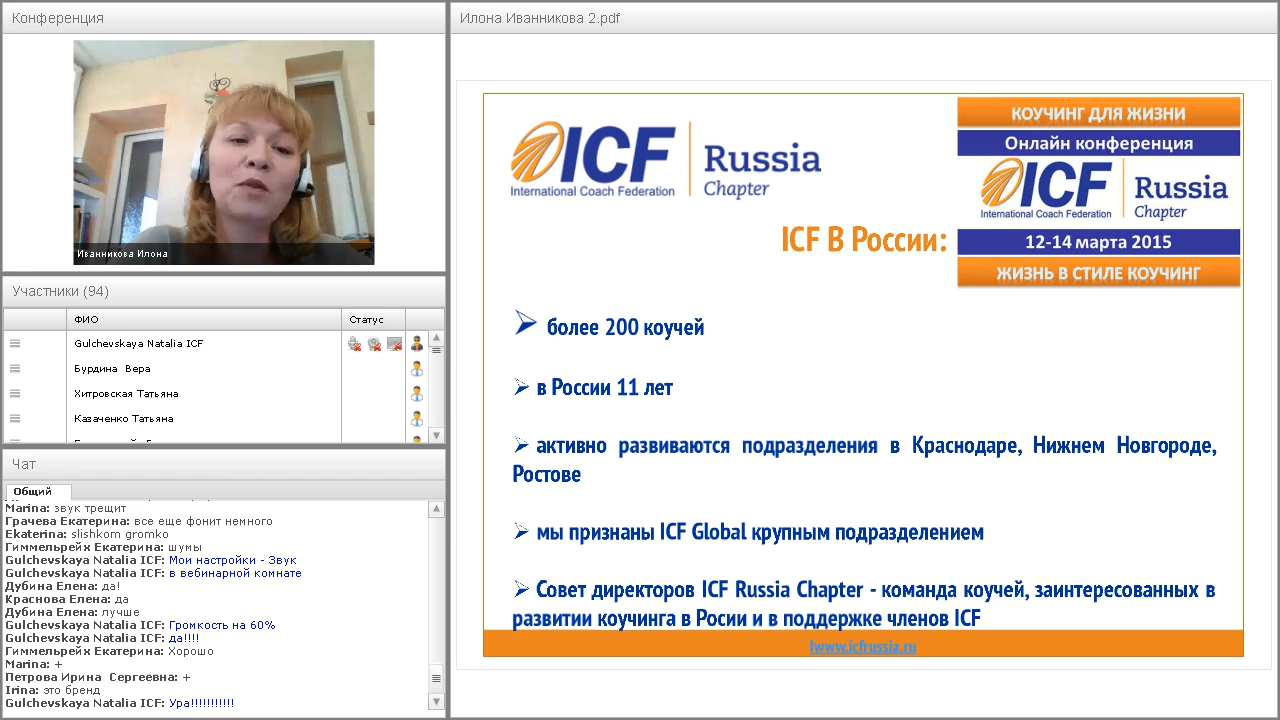 Конференция
Иванникова Илона
Участники (94)
ФИО
Статус
Gulchevskaya Natalia ICF
Бурдина Вера
Хитровская Татьяна
Казаченко Татьяна
Чат
Общий
Marina: звук трещит
Грачева Екатерина: все еще фонит немного
Ekaterina: slishkom gromko
Гиммельрейх Екатерина: шумы
Gulchevskaya Natalia ICF: Мои настройки - Звук
Gulchevskaya Natalia ICF: в вебинарной комнате
Дубина Елена: да!
Краснова Елена: да
Дубина Елена: лучше
Gulchevskaya Natalia ICF: Громкость на 60%
Gulchevskaya Natalia ICF: да!!!!
Гиммельрейх Екатерина: Хорошо
Marina: +
Петрова Ирина Сергеевна: +
Irina: это бренд
Gulchevskaya Natalia ICF: Ура!!!!!!!!!!!
Илона Иванникова 2.pdf
ICF
International Coach Federation
Russia
Chapter
КОУЧИНГ ДЛЯ ЖИЗНИ
Онлайн конференция
ICF
International Coach Federation
Russia
Chapter
12-14 марта 2015
ЖИЗНЬ В СТИЛЕ КОУЧИНГ
ICF В России:
более 200 коучей
в России 11 лет
активно развиваются подразделения в Краснодаре, Нижнем Новгороде,
Ростове
мы признаны ICF Global крупным подразделением
Совет директоров ICF Russia Chapter - команда коучей, заинтересованных в
развитии коучинга в Росии и в поддержке членов ICF
lwww.icfrussia.ru